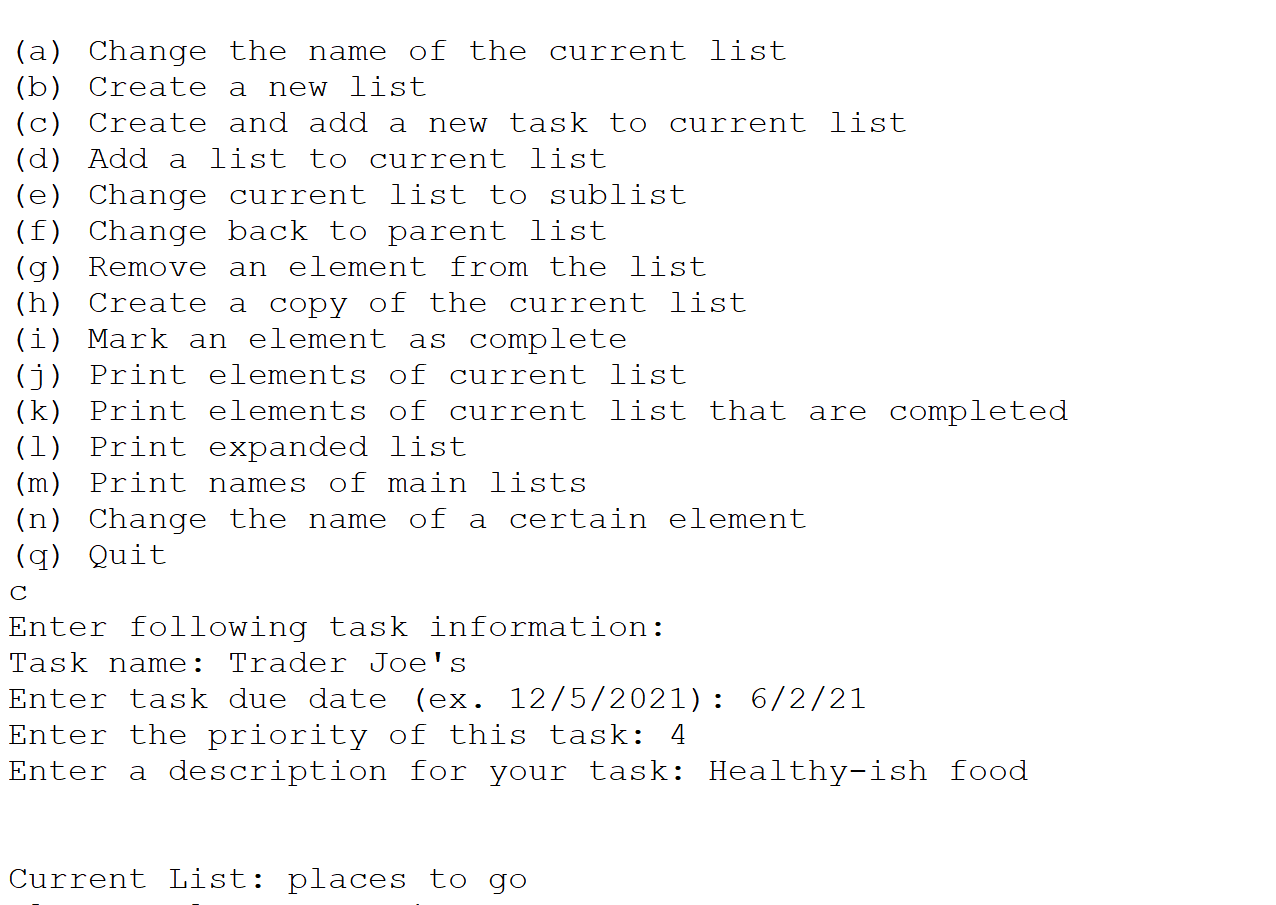 (a) Change the name of the current list
(b) Create a new list
(c) Create and add a new task to current list
(d) Add a list to current list
(e) Change current list to sublist
(f) Change back to parent list
(g) Remove an element from the list
(h) Create a copy of the current list
(i) Mark an element as complete
(j) Print elements of current list
(k) Print elements of current list that are completed
(l) Print expanded list
(m) Print names of main lists
(n) Change the name of a certain element
(q) Quit
c
Enter following task information:
Task name: Trader Joe's
Enter task due date (ex. 12/5/2021): 6/2/21
Enter the priority of this task: 4
Enter a description for your task: Healthy-ish food
Current List: places to go